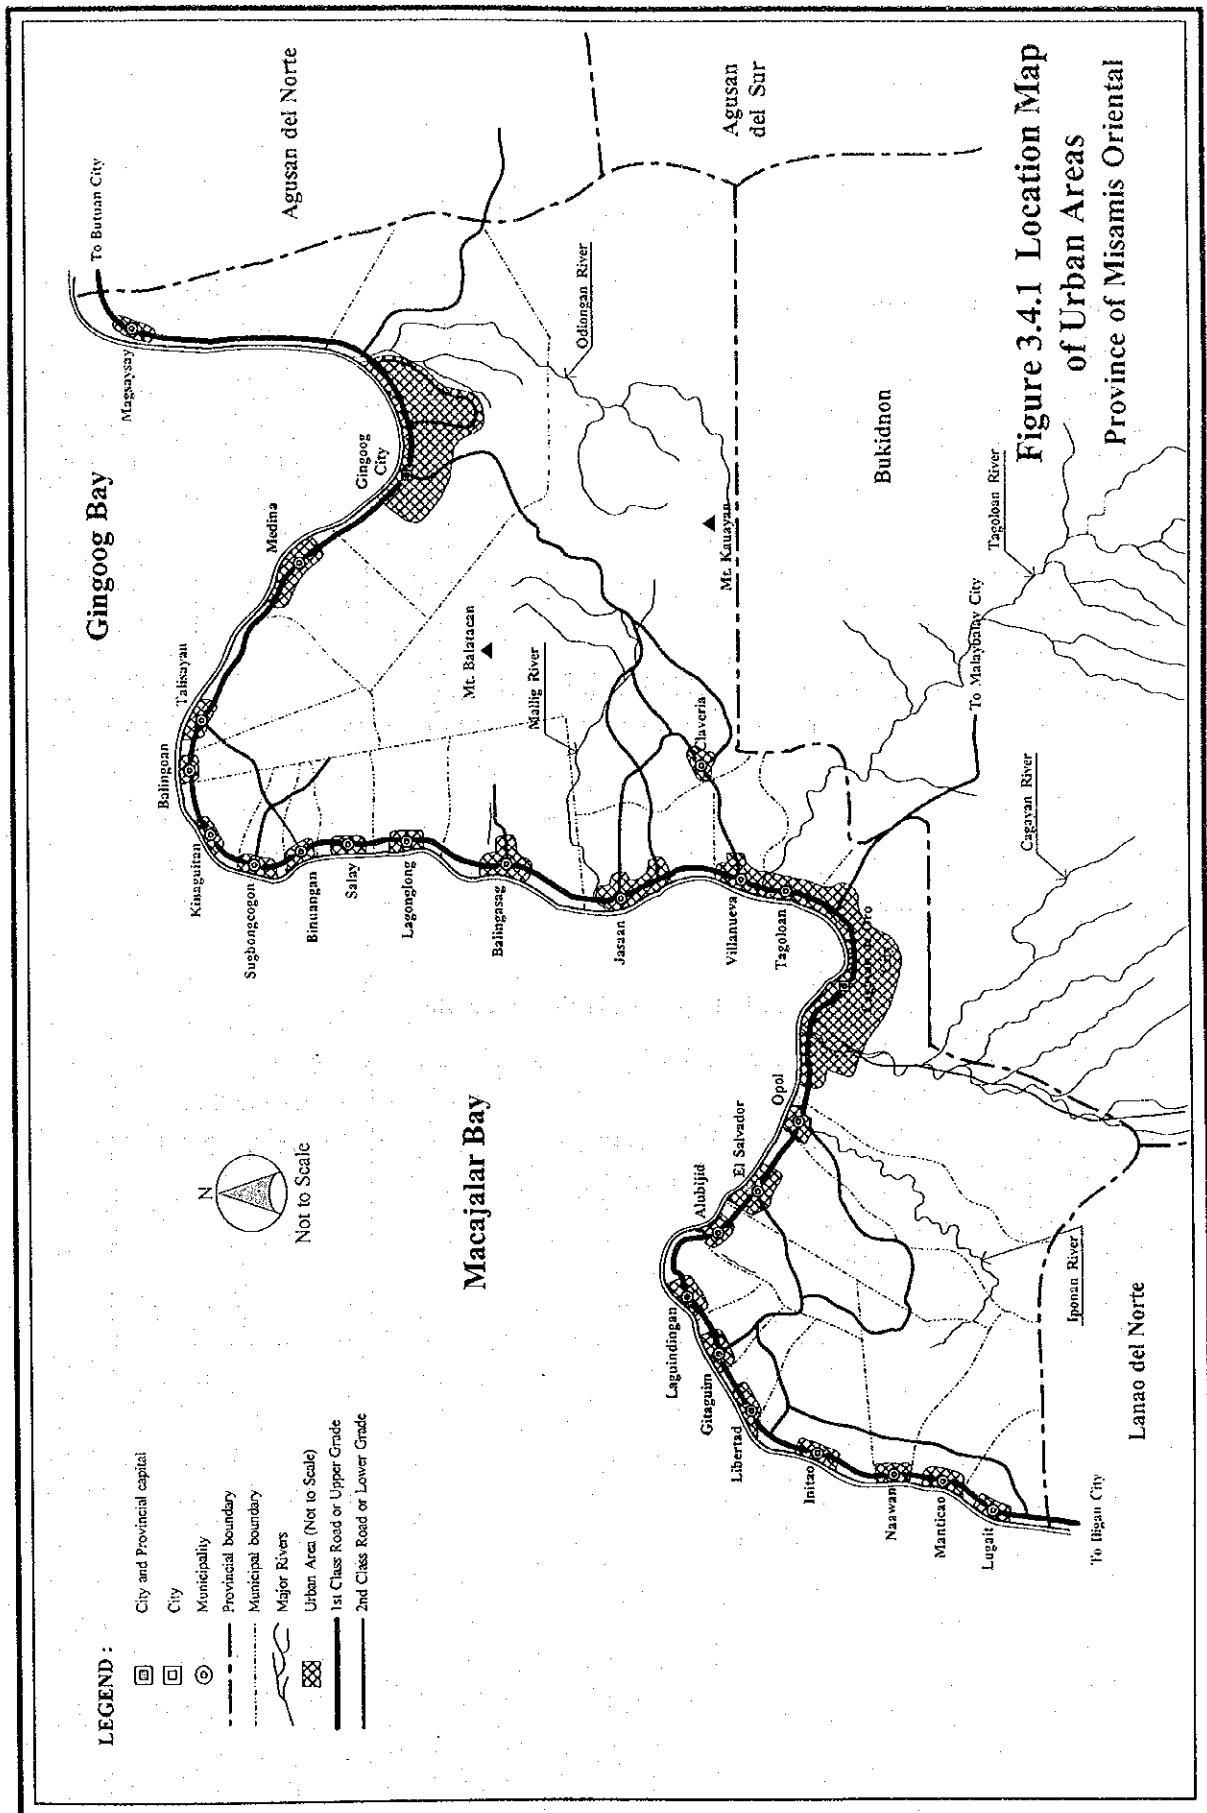 Gingoog Bay
Macajalar Bay
To Butuan City
Agusan del Norte
Agusan
del Sur
Bukidnon
Lanao del Norte
Magsaysay
Gingoog
City
Medina
Talisayan
Balingoan
Kinaguitan
Sugbongcogon
Binuangan
Salay
Lagonglong
Balingasag
Jasaan
Villanueva
Tagoloan
Claveria
Opol
El Salvador
Alubijid
Laguindingan
Gitaguim
Libertad
Initao
Naawan
Manticao
Lugait
To Iligan City
To Malaybalay City
Odiongan River
Mt. Balatacan
Mt. Kauayan
Mallig River
Tagoloan River
Cagayan River
Iponan River
N
Not to Scale
LEGEND :
City and Provincial capital
City
Municipality
Provincial boundary
Municipal boundary
Major Rivers
Urban Area (Not to Scale)
1st Class Road or Upper Grade
2nd Class Road or Lower Grade
Figure 3.4.1 Location Map
of Urban Areas
Province of Misamis Oriental